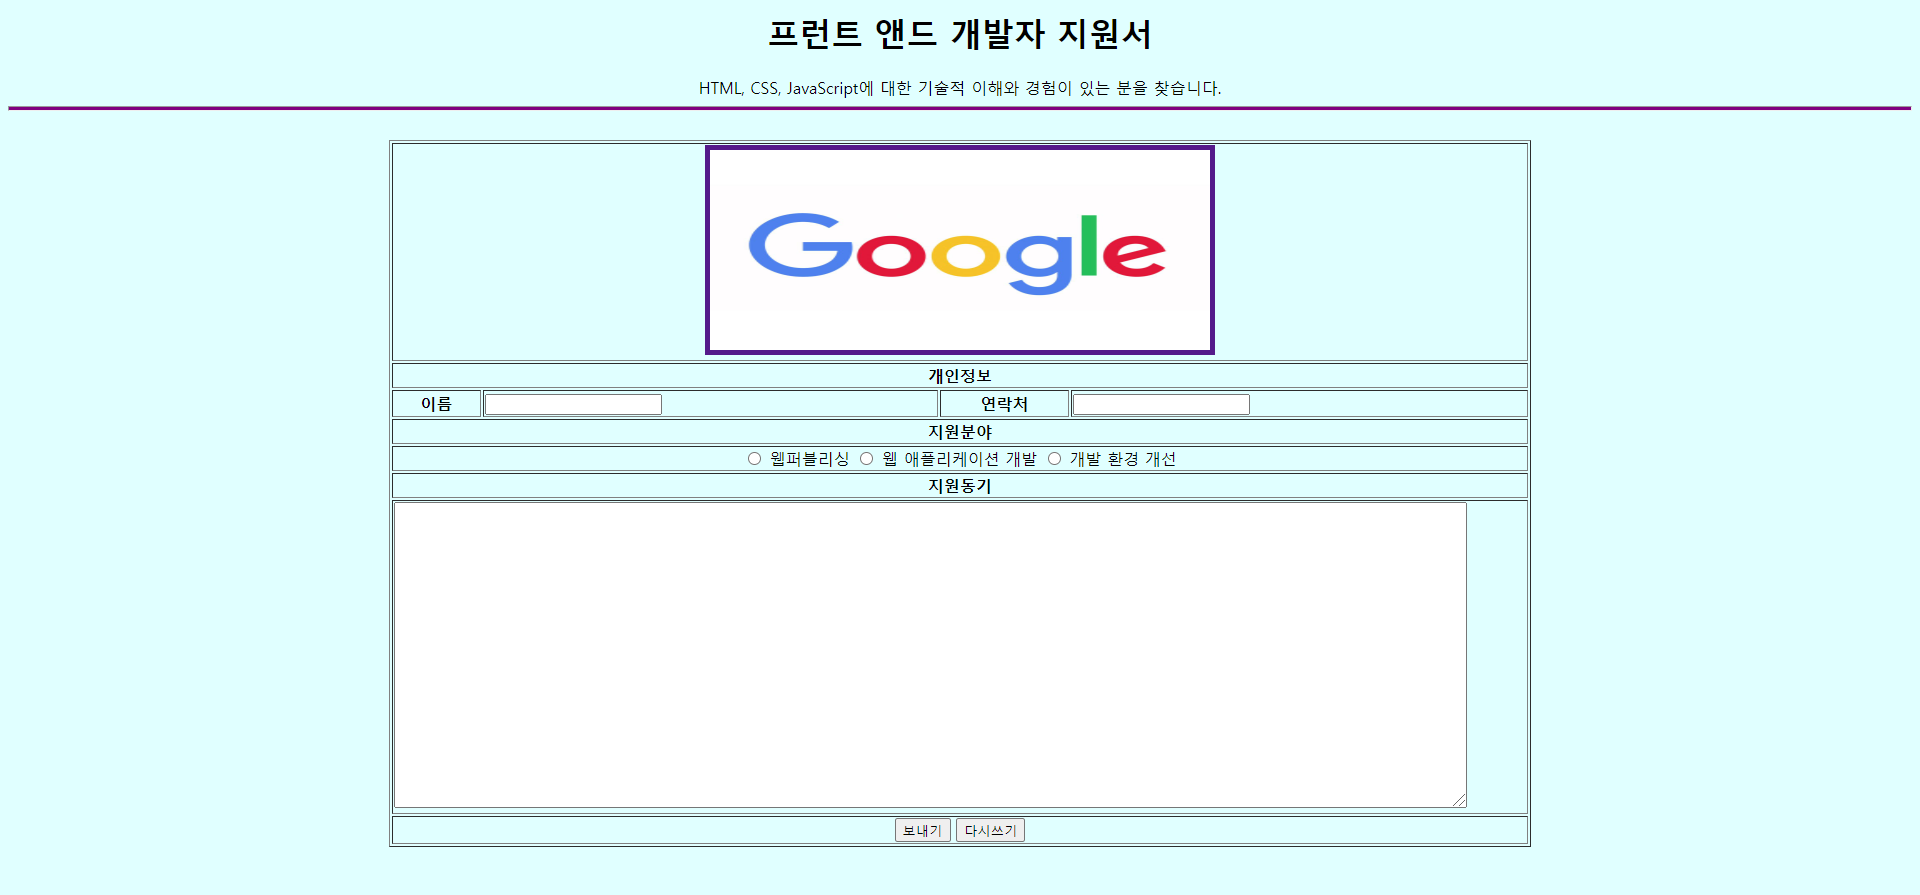 프런트 앤드 개발자 지원서
HTML, CSS, JavaScript에 대한 기술적 이해와 경험이 있는 분을 찾습니다.
Google
개인정보
이름 연락처
지원분야
웹퍼블리싱 웹 애플리케이션 개발 개발 환경 개선
지원동기
보내기 다시쓰기